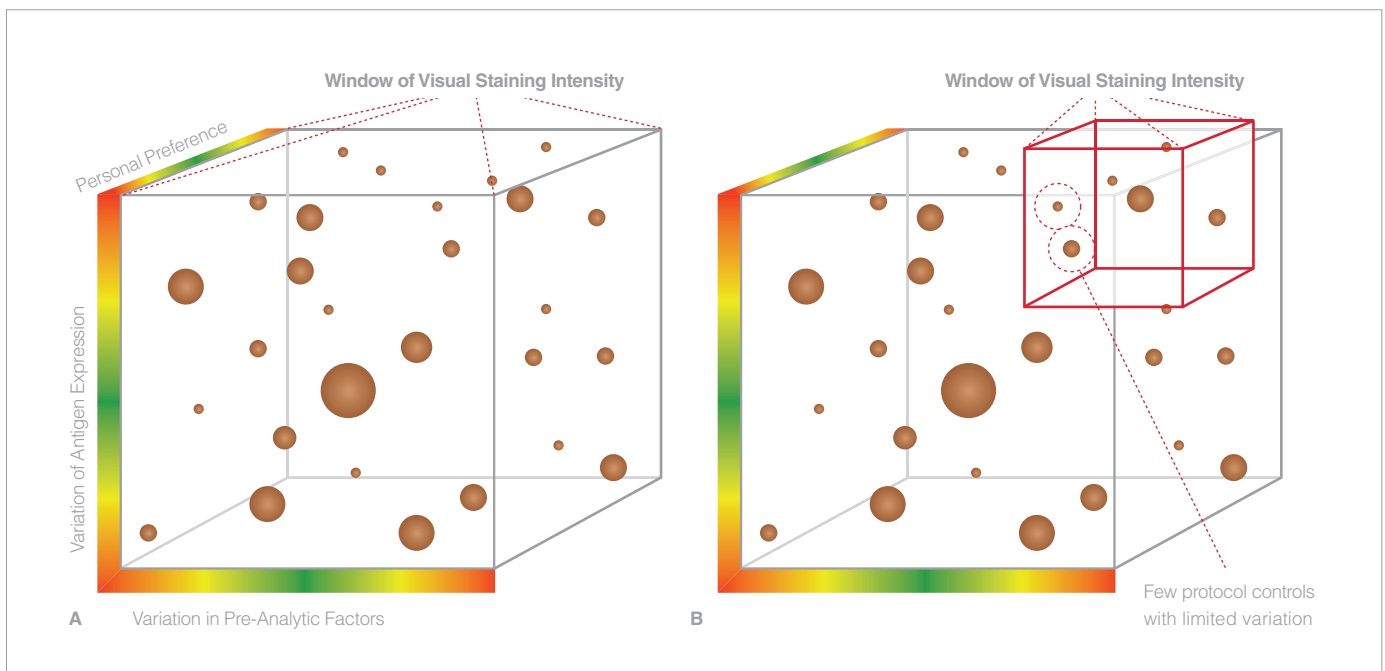 Window of Visual Staining Intensity
Personal Preference
Variation of Antigen Expression
A
Variation in Pre-Analytic Factors
Window of Visual Staining Intensity
B
Few protocol controls
with limited variation